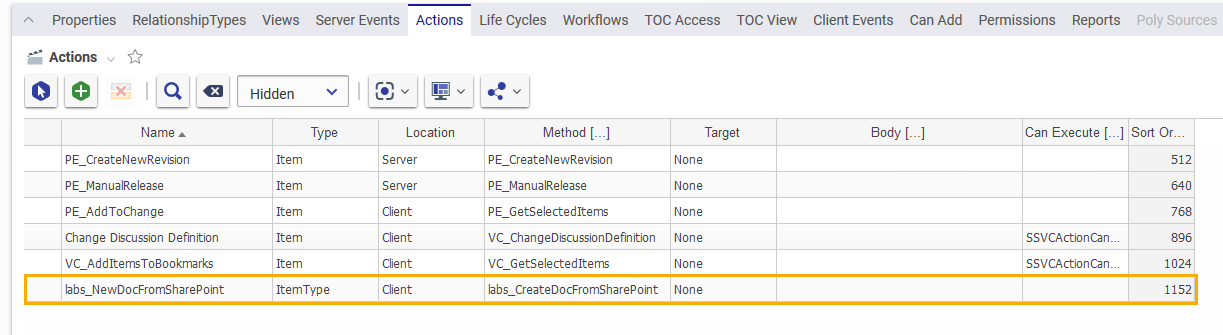 Properties RelationshipTypes Views Server Events Actions Life Cycles Workflows TOC Access TOC View Client Events Can Add Permissions Reports Poly Sources
Actions
Hidden
Name Type Location Method [...] Target Body [...] Can Execute [...] Sort Or...
PE_CreateNewRevision Item Server PE_CreateNewRevision None 512
PE_ManualRelease Item Server PE_ManualRelease None 640
PE_AddToChange Item Client PE_GetSelectedItems None 768
Change Discussion Definition Item Client VC_ChangeDiscussionDefinition None SSVCActionCan... 896
VC_AddItemsToBookmarks Item Client VC_GetSelectedItems None SSVCActionCan... 1024
labs_NewDocFromSharePoint ItemType Client labs_CreateDocFromSharePoint None 1152